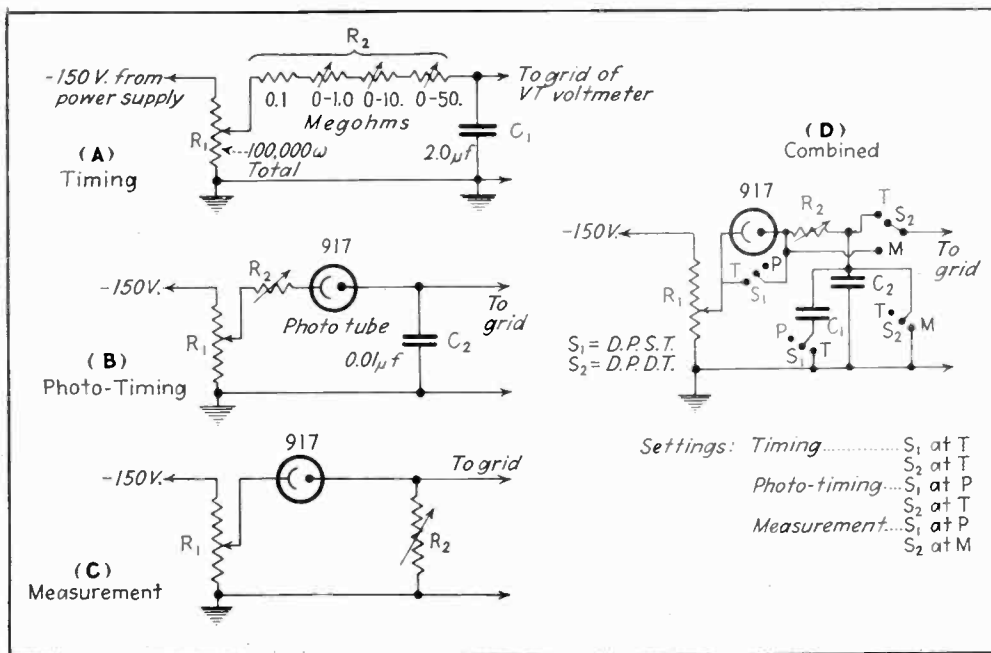 R₂
-150 V. from
power supply
0.1 0-1.0 0-10. 0-50.
Megohms
To grid of
VT voltmeter
R₁
100,000ω
Total
C₁
2.0μf
(A)
Timing
917
-150V.
R₂
Photo tube
To
grid
R₁
C₂
0.01μf
(B)
Photo-Timing
917
-150V.
To grid
R₁
R₂
(C)
Measurement
(D)
Combined
917
R₂
T
S₂
M
-150V.
To
grid
T
P
S₁
R₁
C₂
C₁
T
S₂
M
P
S₁
T
S₁ = D.P.S.T.
S₂ = D.P.D.T.
Settings: Timing.............. S₁ at T
S₂ at T
Photo-timing.... S₁ at P
S₂ at T
Measurement.... S₁ at P
S₂ at M